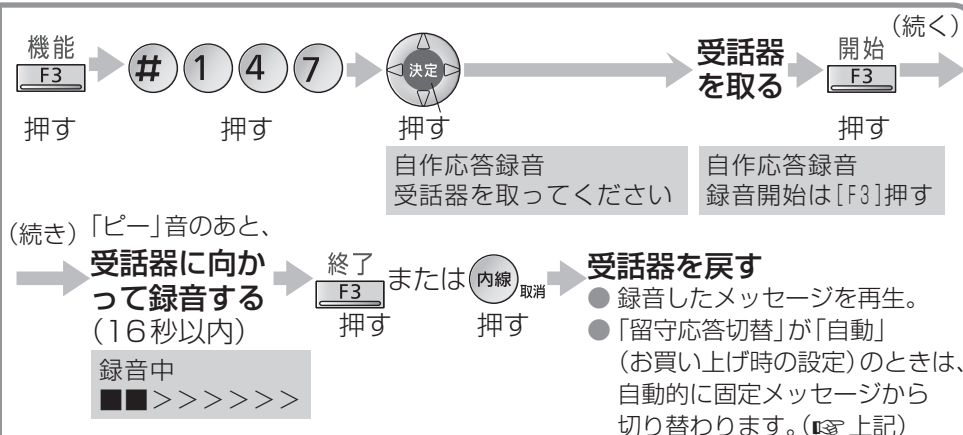 (続く)
機能
F3
押す
# 1 4 7
押す
決定
押す
自作応答録音
受話器を取ってください
受話器
を取る
開始
F3
押す
自作応答録音
録音開始は[F3]押す
(続き)
「ピー」音のあと、
受話器に向か
って録音する
(16秒以内)
録音中
■■>>>>>>
終了
F3
押す
または
内線
取消
押す
受話器を戻す
● 録音したメッセージを再生。
● 「留守応答切替」が「自動」
(お買い上げ時の設定)のときは、
自動的に固定メッセージから
切り替わります。(☞上記)